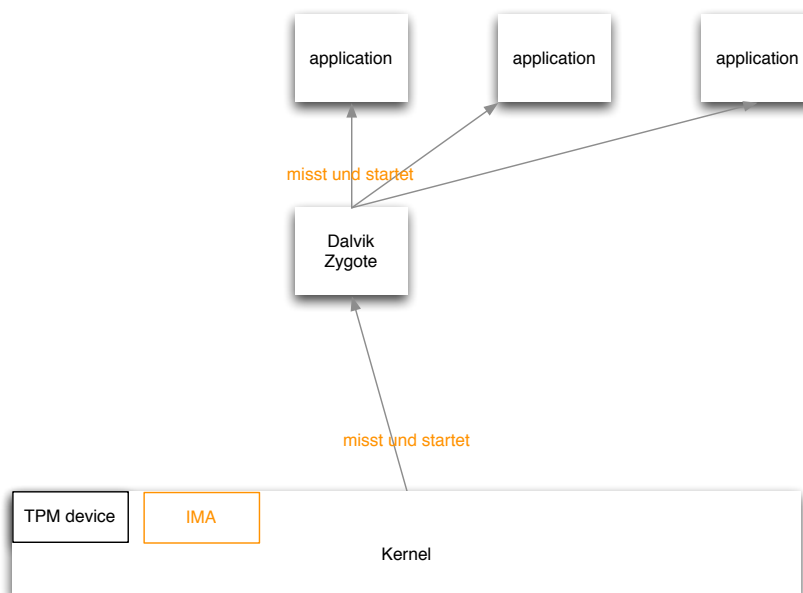 application
application
application
misst und startet
Dalvik
Zygote
misst und startet
TPM device
IMA
Kernel